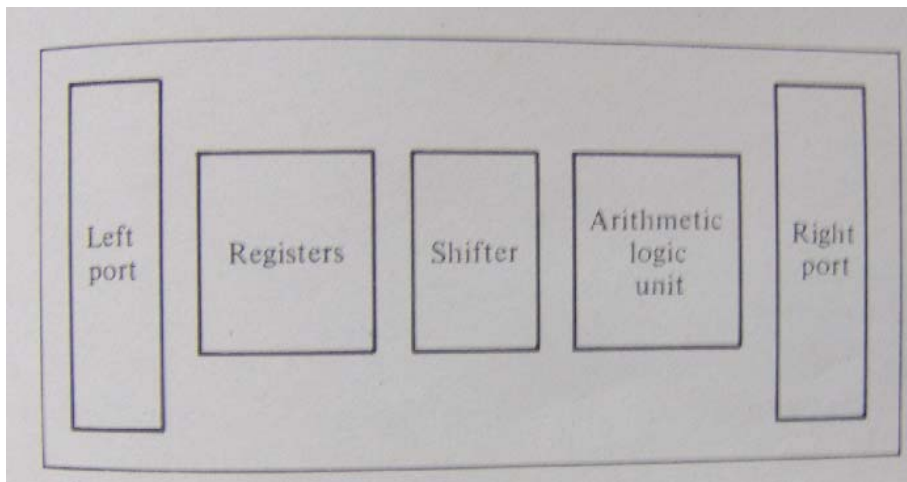 Left
port
Registers
Shifter
Arithmetic
logic
unit
Right
port